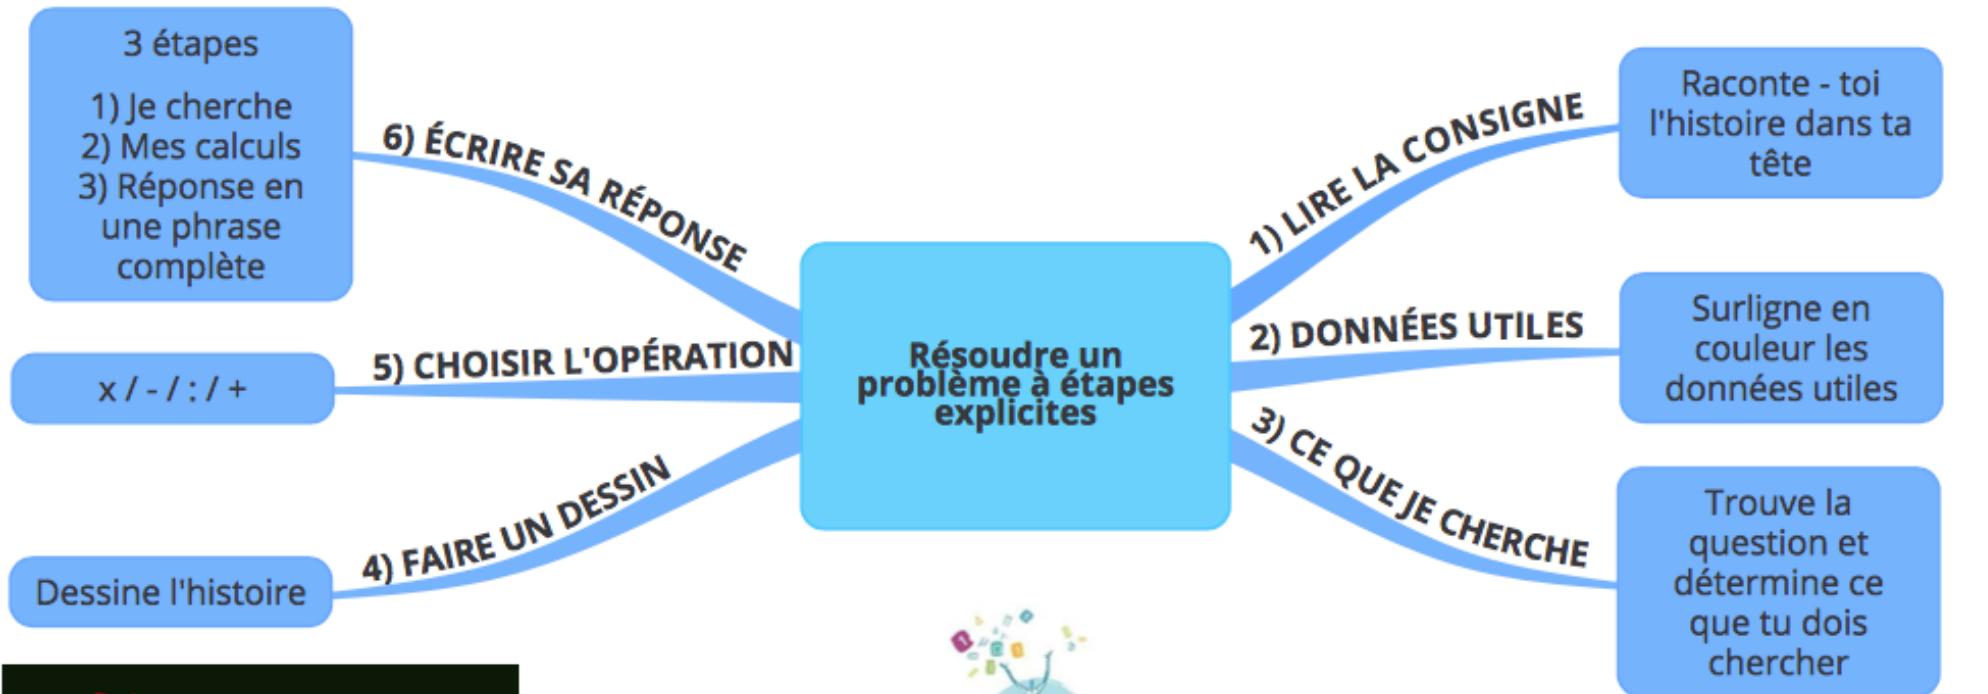 Résoudre un
problème à étapes
explicites
1) LIRE LA CONSIGNE
Raconte - toi
l'histoire dans ta
tête
2) DONNÉES UTILES
Surligne en
couleur les
données utiles
3) CE QUE JE CHERCHE
Trouve la
question et
détermine ce
que tu dois
chercher
4) FAIRE UN DESSIN
Dessine l'histoire
5) CHOISIR L'OPÉRATION
x / - / : / +
6) ÉCRIRE SA RÉPONSE
3 étapes
1) Je cherche
2) Mes calculs
3) Réponse en
une phrase
complète